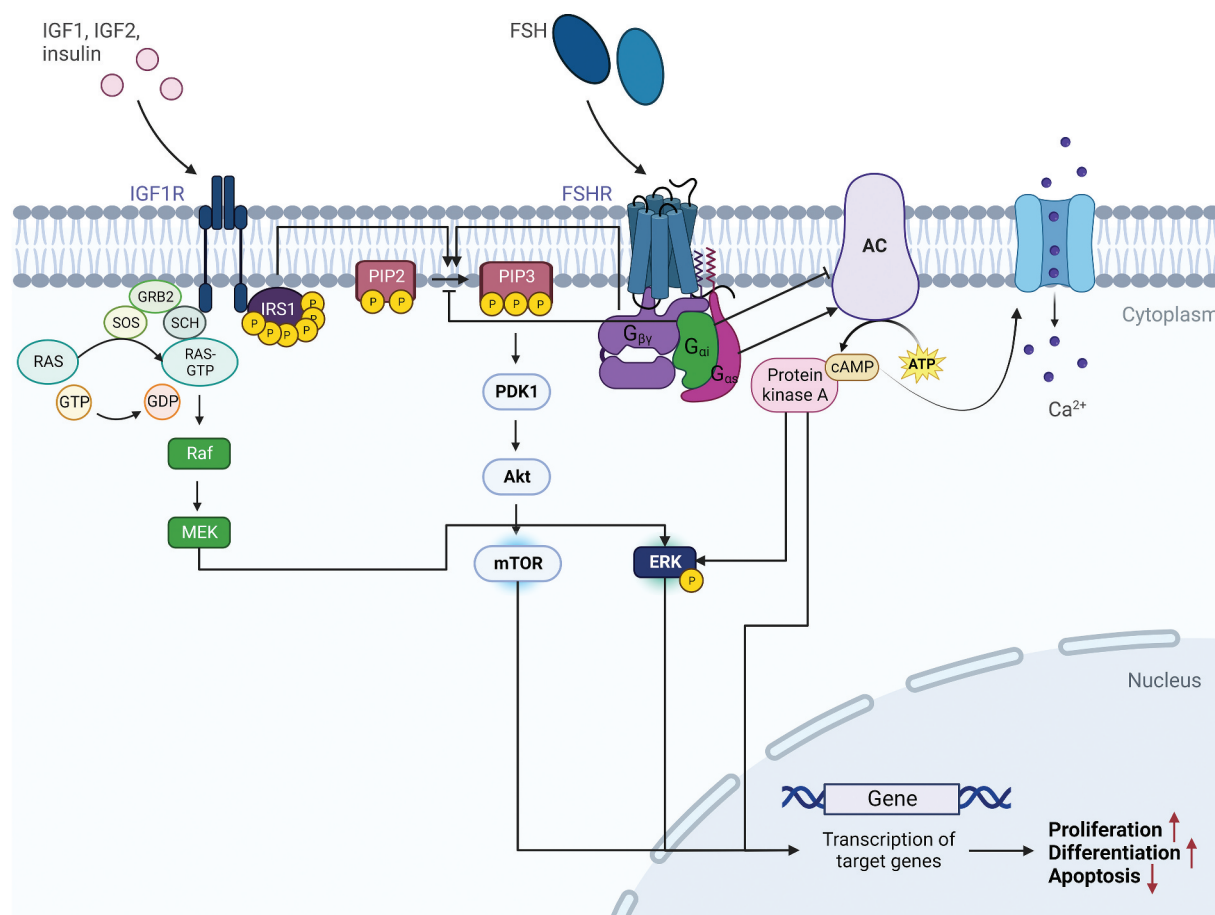 IGF1, IGF2,
insulin
FSH
IGF1R
FSHR
AC
PIP2
PIP3
P P
P P P
GRB2
SOS
SCH
IRS1
P
P
P
P
P
P
Gβγ
Gαi
Gαs
Cytoplasm
RAS
RAS-
GTP
GTP
GDP
PDK1
Protein
kinase A
cAMP
ATP
Ca²⁺
Raf
Akt
MEK
mTOR
ERK
P
Nucleus
Gene
Transcription of
target genes
Proliferation
Differentiation
Apoptosis